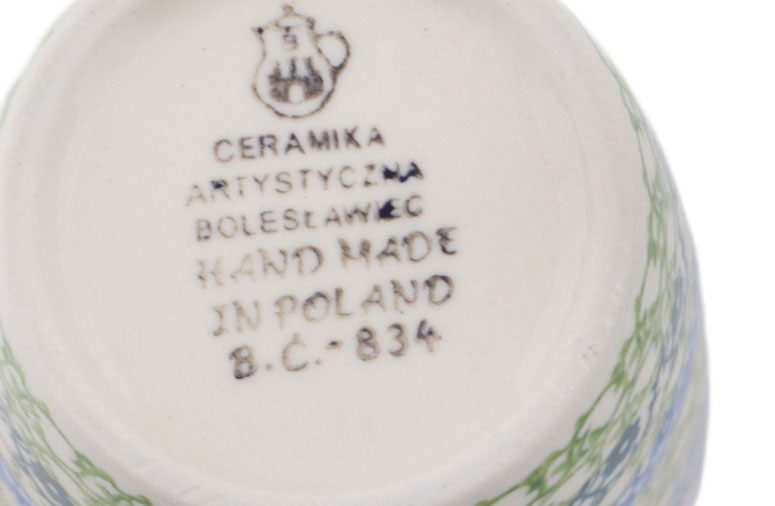 CERAMIKA
ARTYSTYCZNA
BOLESŁAWIEC
HAND MADE
IN POLAND
B.C.-834